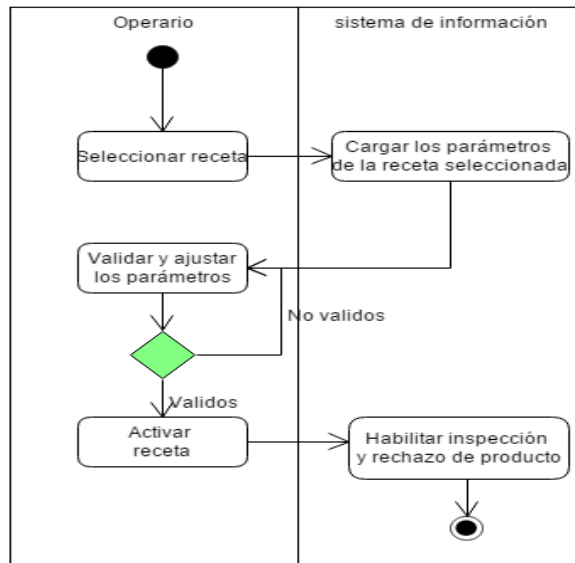 Operario
sistema de información
Seleccionar receta
Cargar los parámetros
de la receta seleccionada
Validar y ajustar
los parámetros
No validos
Validos
Activar
receta
Habilitar inspección
y rechazo de producto